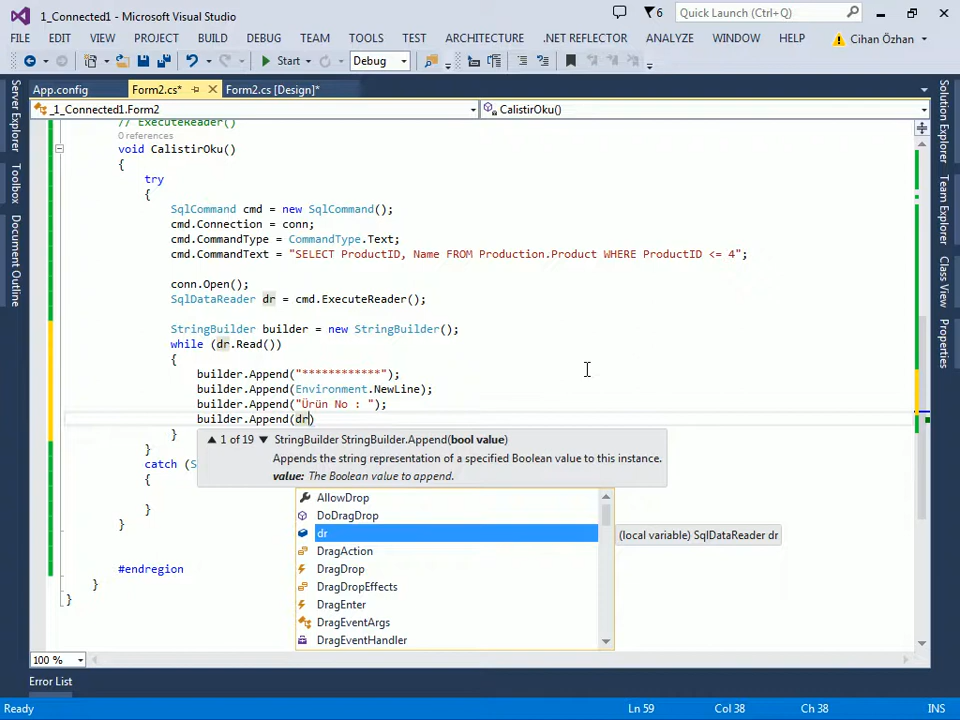 1_Connected1 - Microsoft Visual Studio
6
Quick Launch (Ctrl+Q)
FILE EDIT VIEW PROJECT BUILD DEBUG TEAM TOOLS TEST ARCHITECTURE .NET REFLECTOR ANALYZE WINDOW HELP Cihan Özhan
Start Debug
App.config Form2.cs* Form2.cs [Design]*
_1_Connected1.Form2 CalistirOku()
Server Explorer
Toolbox
Document Outline
// ExecuteReader()
0 references
void CalistirOku()
{
try
{
SqlCommand cmd = new SqlCommand();
cmd.Connection = conn;
cmd.CommandType = CommandType.Text;
cmd.CommandText = "SELECT ProductID, Name FROM Production.Product WHERE ProductID <= 4";
conn.Open();
SqlDataReader dr = cmd.ExecuteReader();
StringBuilder builder = new StringBuilder();
while (dr.Read())
{
builder.Append("************");
builder.Append(Environment.NewLine);
builder.Append("Ürün No : ");
builder.Append(dr)
}
}
catch (S
{
}
}
#endregion
}
}
1 of 19 StringBuilder StringBuilder.Append(bool value)
Appends the string representation of a specified Boolean value to this instance.
value: The Boolean value to append.
AllowDrop
DoDragDrop
dr
DragAction
DragDrop
DragDropEffects
DragEnter
DragEventArgs
DragEventHandler
(local variable) SqlDataReader dr
Solution Explorer
Team Explorer
Class View
Properties
100 %
Error List
Ready Ln 59 Col 38 Ch 38 INS